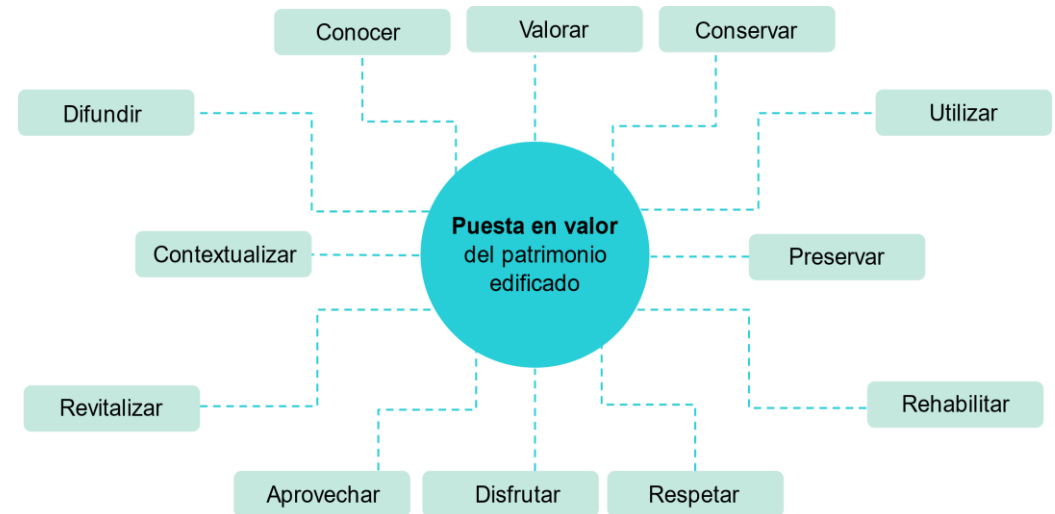 Conocer
Valorar
Conservar
Difundir
Utilizar
Puesta en valor
del patrimonio
edificado
Contextualizar
Preservar
Revitalizar
Rehabilitar
Aprovechar
Disfrutar
Respetar